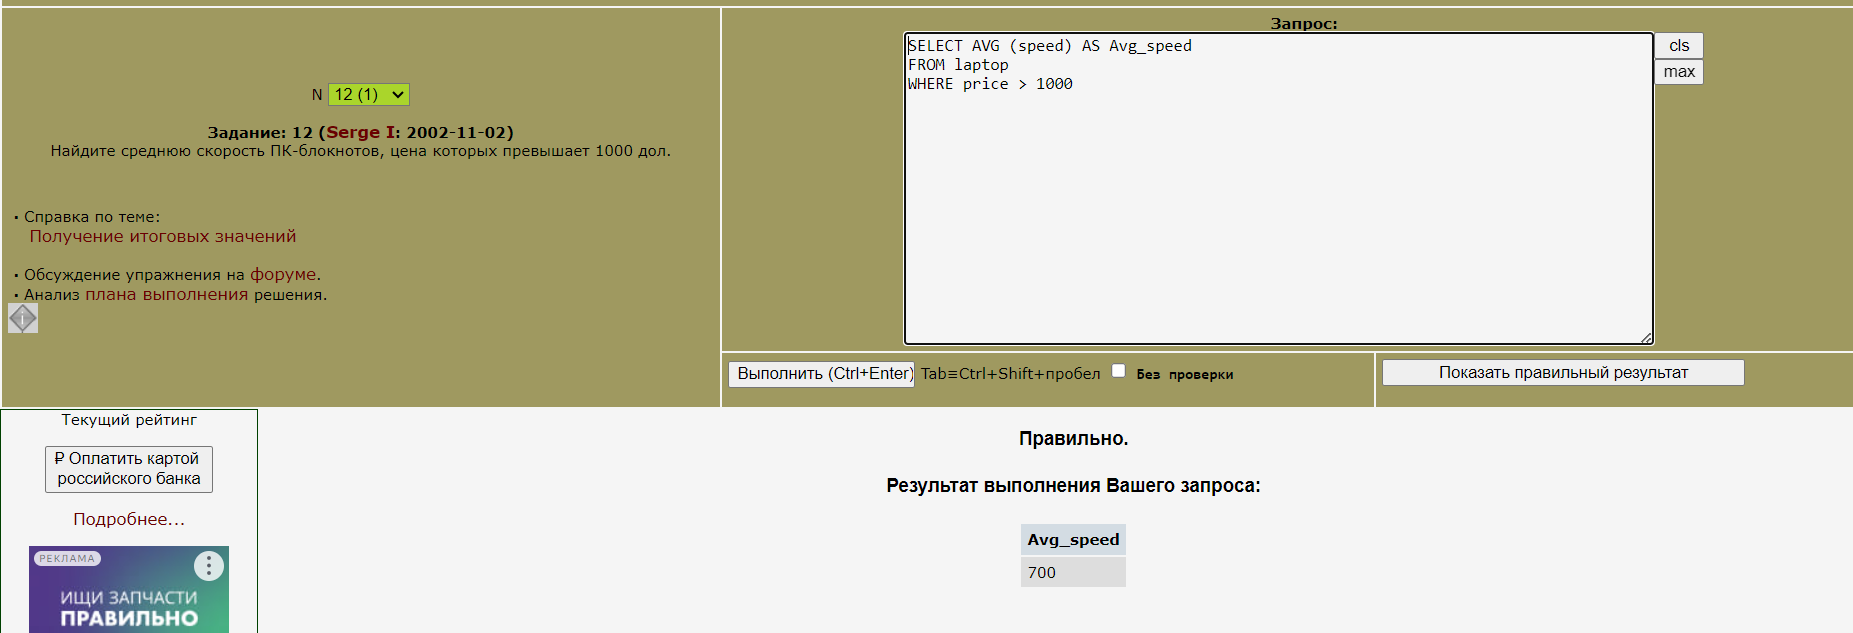 N 12 (1)
Задание: 12 (Serge I: 2002-11-02)
Найдите среднюю скорость ПК-блокнотов, цена которых превышает 1000 дол.
· Справка по теме:
Получение итоговых значений
· Обсуждение упражнения на форуме.
· Анализ плана выполнения решения.
Запрос:
SELECT AVG (speed) AS Avg_speed
FROM laptop
WHERE price > 1000
cls
max
Выполнить (Ctrl+Enter) Tab≡Ctrl+Shift+пробел Без проверки
Показать правильный результат
Текущий рейтинг
₽ Оплатить картой
российского банка
Подробнее...
РЕКЛАМА
ИЩИ ЗАПЧАСТИ
ПРАВИЛЬНО
Правильно.
Результат выполнения Вашего запроса:
Avg_speed
700